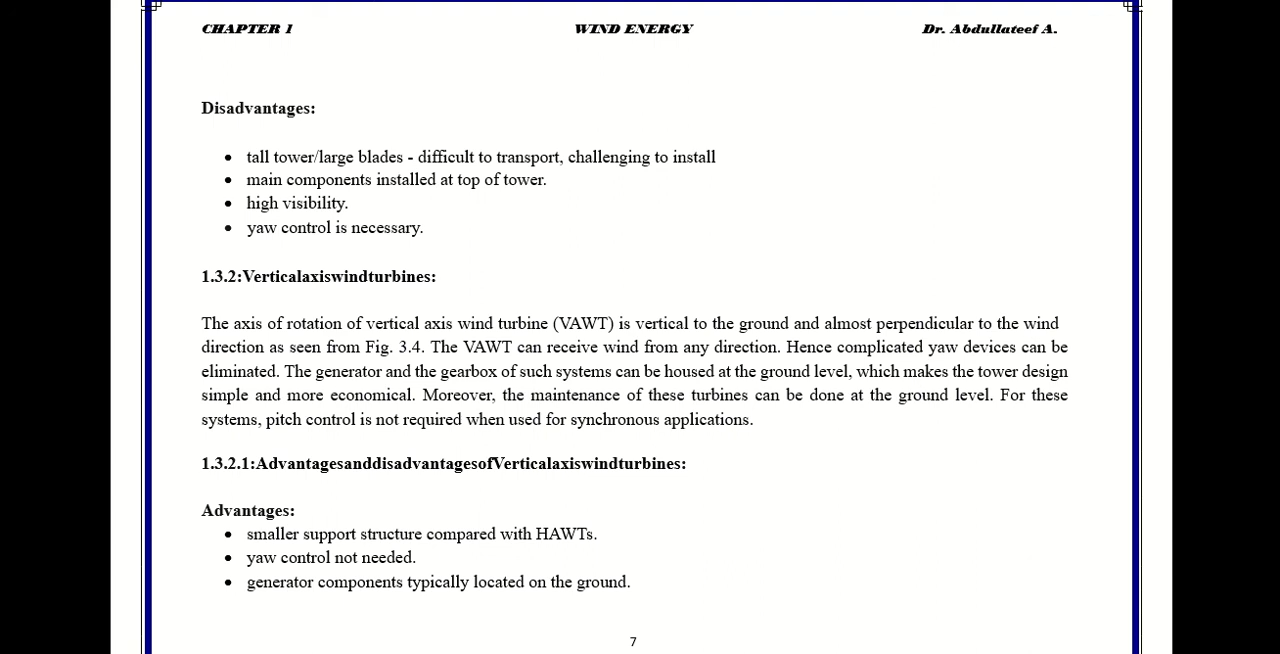 CHAPTER 1 WIND ENERGY Dr. Abdullateef A.
Disadvantages:
• tall tower/large blades - difficult to transport, challenging to install
• main components installed at top of tower.
• high visibility.
• yaw control is necessary.
1.3.2:Verticalaxiswindturbines:
The axis of rotation of vertical axis wind turbine (VAWT) is vertical to the ground and almost perpendicular to the wind
direction as seen from Fig. 3.4. The VAWT can receive wind from any direction. Hence complicated yaw devices can be
eliminated. The generator and the gearbox of such systems can be housed at the ground level, which makes the tower design
simple and more economical. Moreover, the maintenance of these turbines can be done at the ground level. For these
systems, pitch control is not required when used for synchronous applications.
1.3.2.1:AdvantagesanddisadvantagesofVerticalaxiswindturbines:
Advantages:
• smaller support structure compared with HAWTs.
• yaw control not needed.
• generator components typically located on the ground.
7